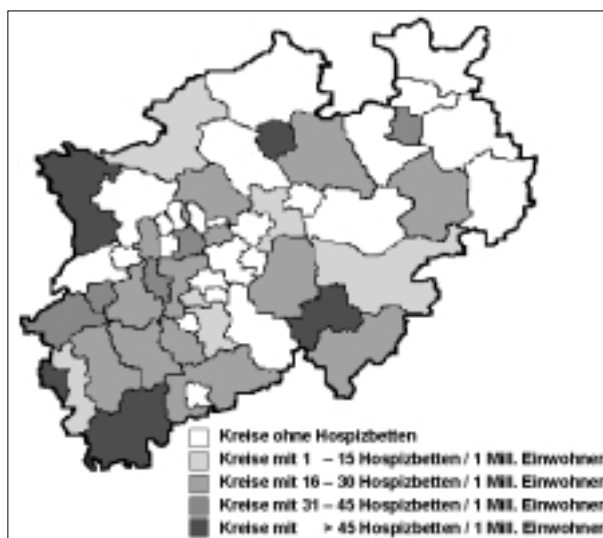 Kreise ohne Hospizbetten
Kreise mit 1 – 15 Hospizbetten / 1 Mill. Einwohner
Kreise mit 16 – 30 Hospizbetten / 1 Mill. Einwohner
Kreise mit 31 – 45 Hospizbetten / 1 Mill. Einwohner
Kreise mit > 45 Hospizbetten / 1 Mill. Einwohner